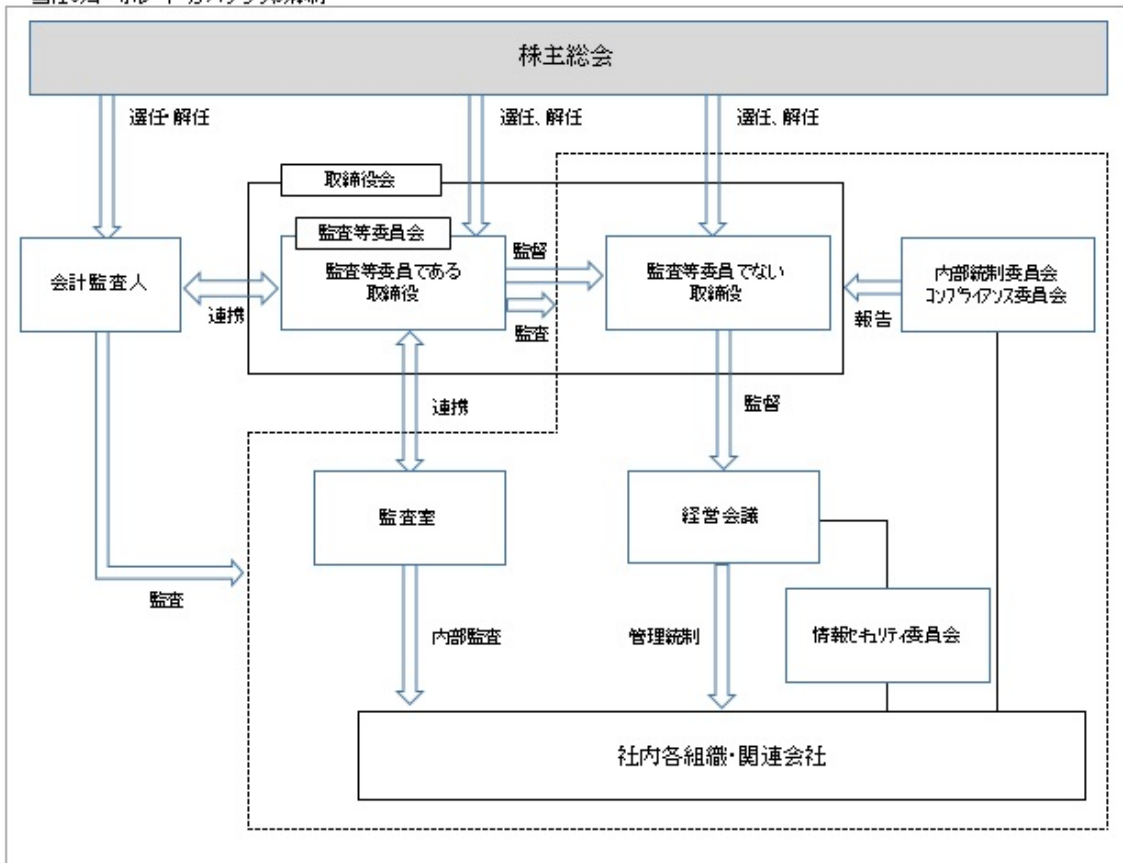 株主総会
選任・解任
選任、解任
選任、解任
取締役会
監査等委員会
監査等委員である
取締役
監督
監査
監査等委員でない
取締役
会計監査人
連携
内部統制委員会
コンプライアンス委員会
報告
連携
監督
監査室
経営会議
監査
内部監査
管理統制
情報セキュリティ委員会
社内各組織・関連会社